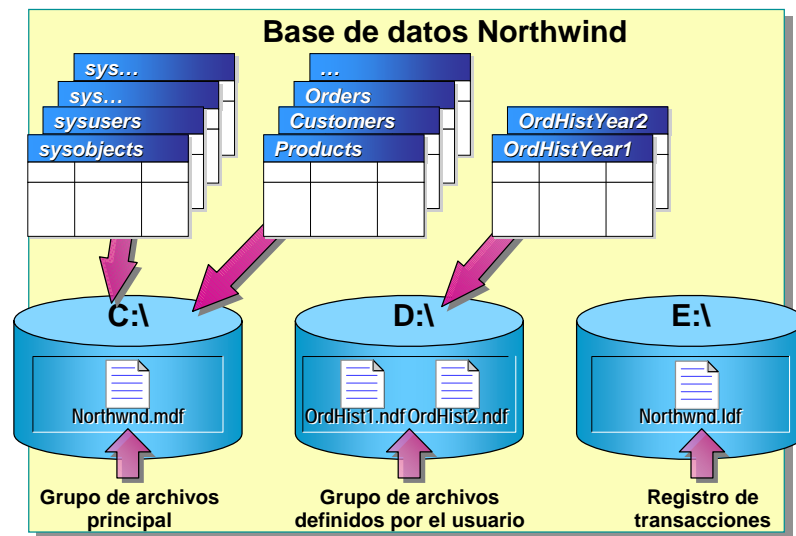 Base de datos Northwind
sys…
sys…
sysusers
sysobjects
…
Orders
Customers
Products
OrdHistYear2
OrdHistYear1
C:\
D:\
E:\
Northwnd.mdf
OrdHist1.ndf OrdHist2.ndf
Northwnd.ldf
Grupo de archivos
principal
Grupo de archivos
definidos por el usuario
Registro de
transacciones